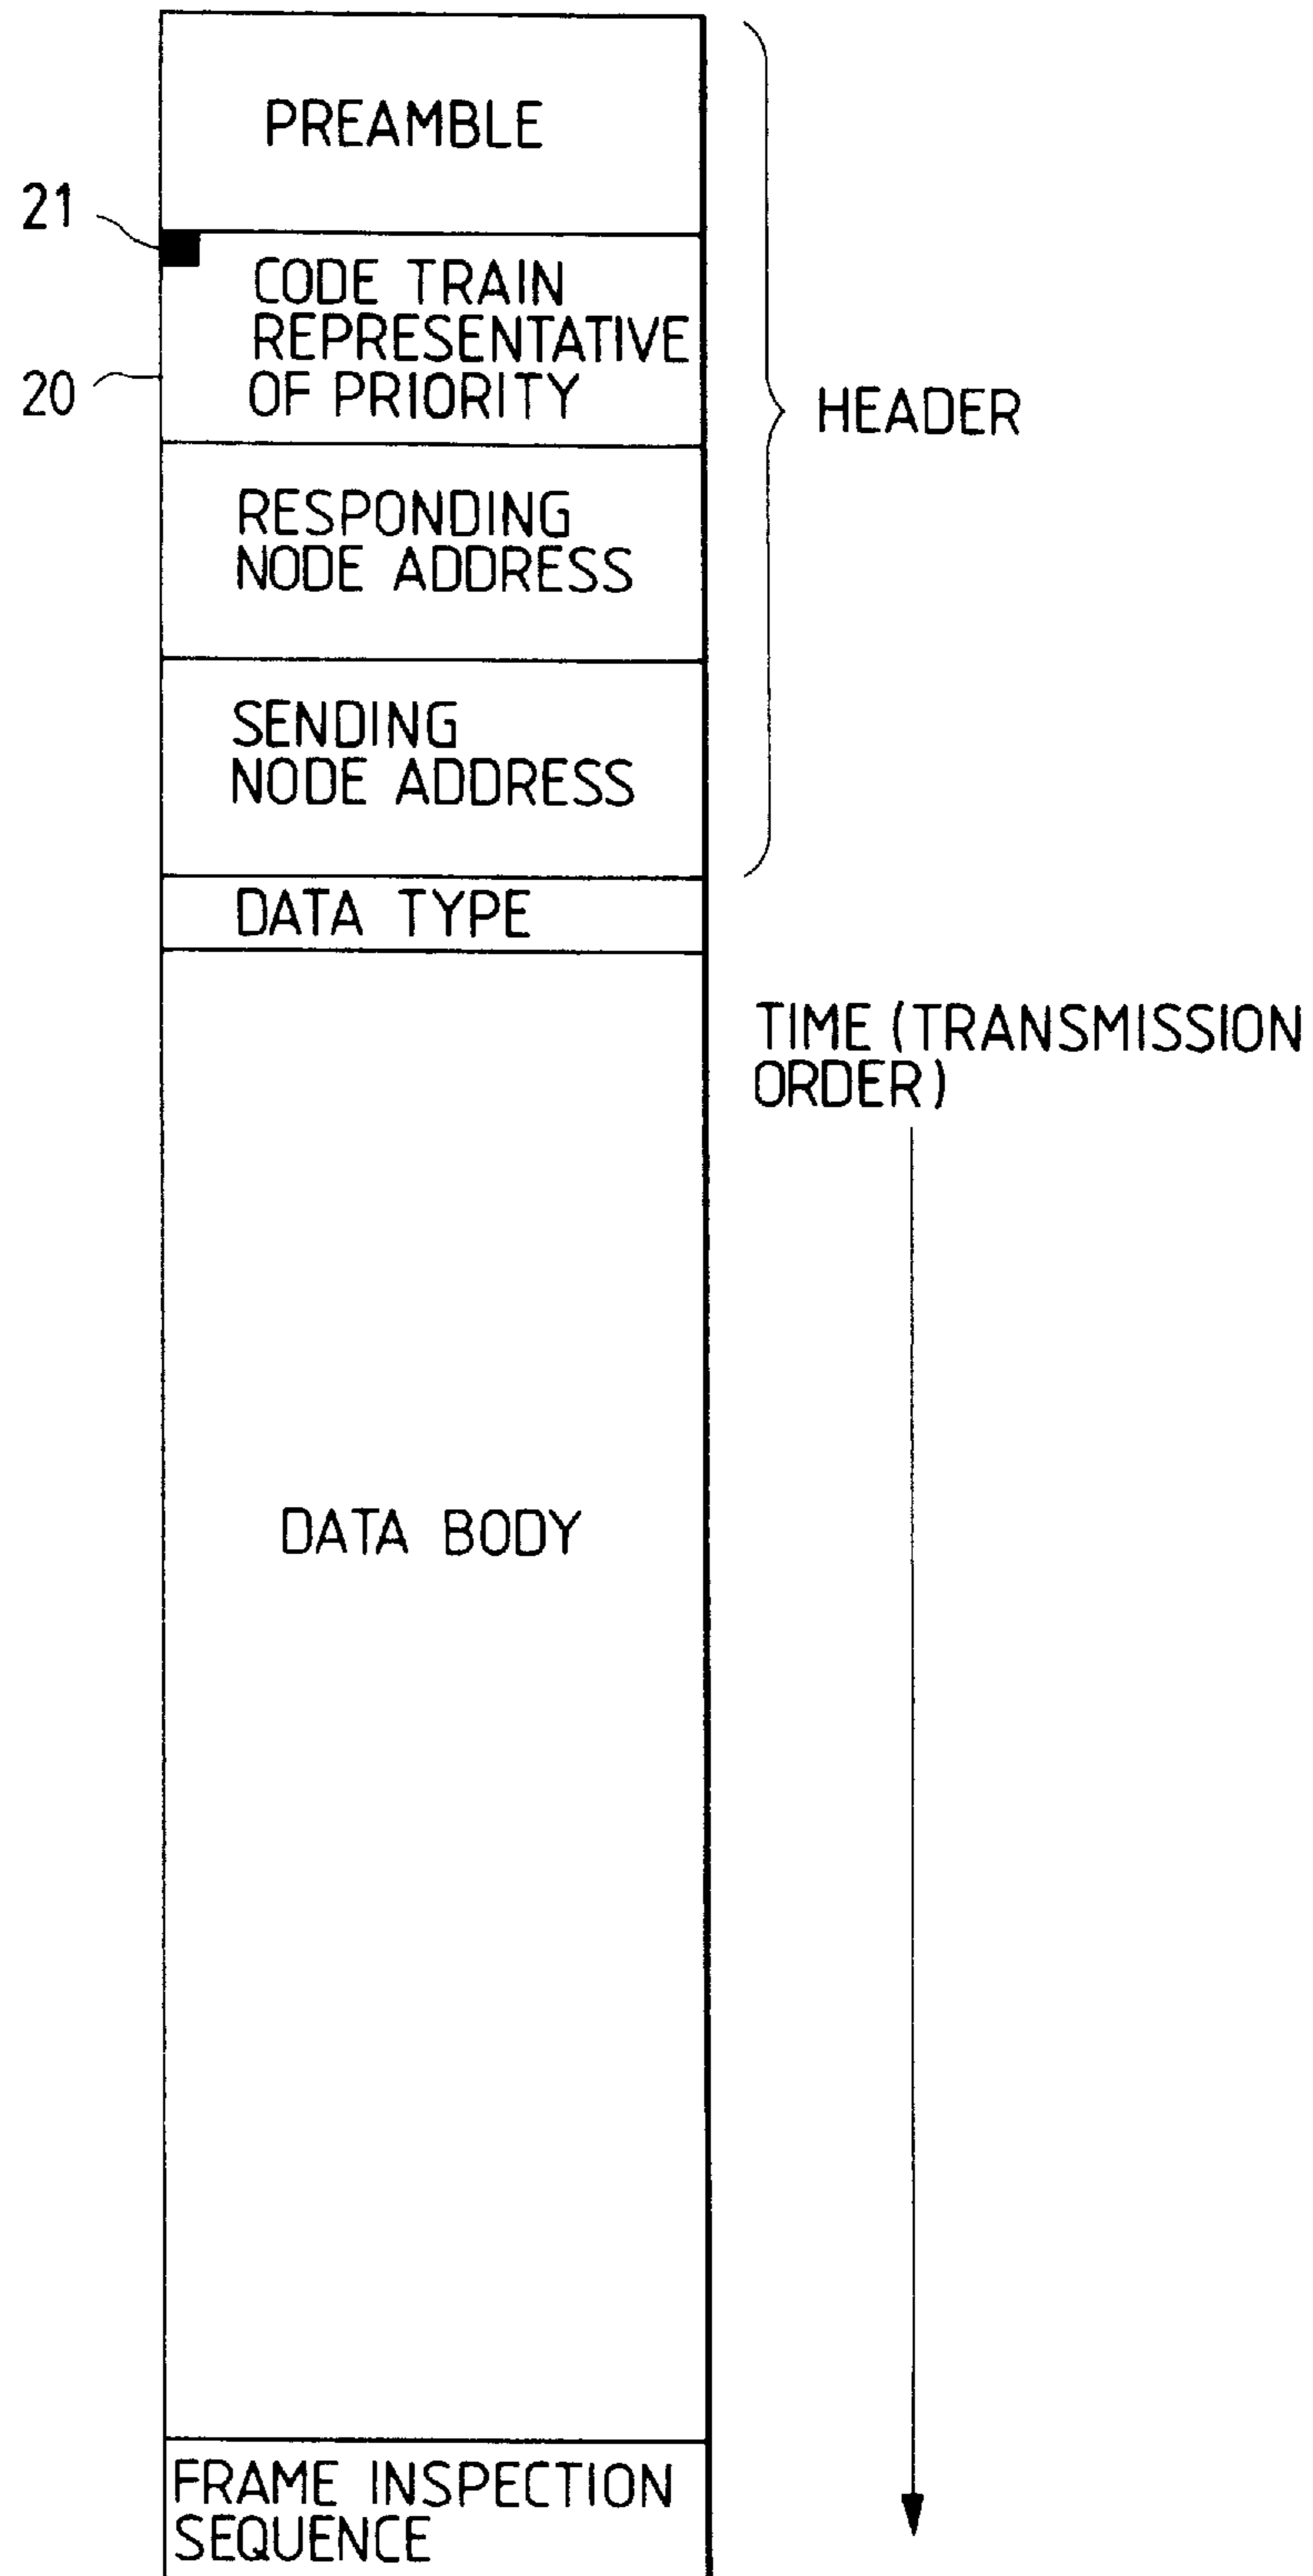 PREAMBLE
21
CODE TRAIN
REPRESENTATIVE
OF PRIORITY
20
HEADER
RESPONDING
NODE ADDRESS
SENDING
NODE ADDRESS
DATA TYPE
TIME (TRANSMISSION
ORDER)
DATA BODY
FRAME INSPECTION
SEQUENCE